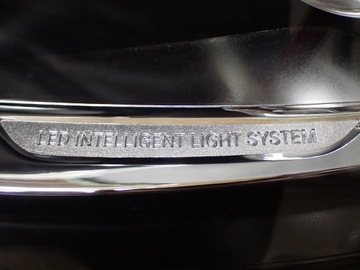 LED INTELLIGENT LIGHT SYSTEM